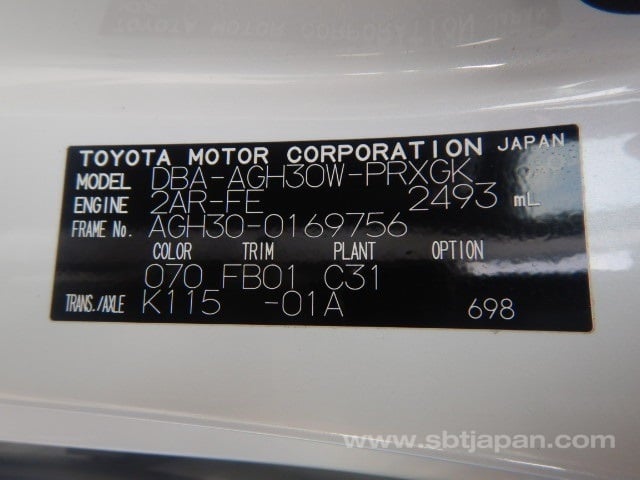 TOYOTA MOTOR CORPORATION JAPAN
MODEL DBA-AGH30W-PRXGK
ENGINE 2AR-FE 2493 mL
FRAME No. AGH30-0169756
COLOR TRIM PLANT OPTION
070 FB01 C31
TRANS./AXLE K115 -01A 698
www.sbtjapan.com